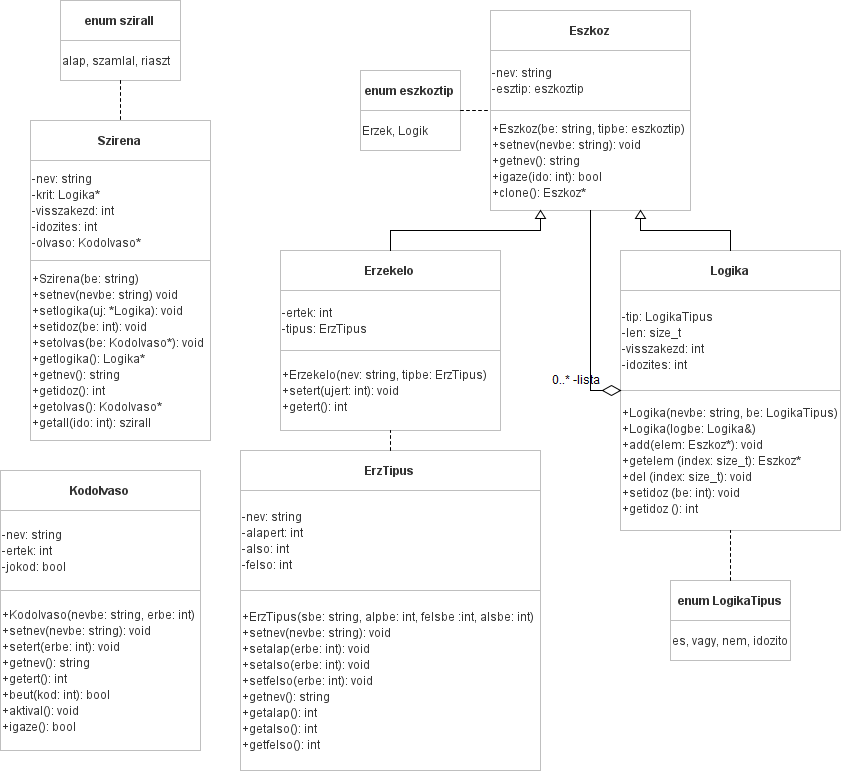 enum szirall
alap, szamlal, riaszt
Szirena
-nev: string
-krit: Logika*
-visszakezd: int
-idozites: int
-olvaso: Kodolvaso*
+Szirena(be: string)
+setnev(nevbe: string) void
+setlogika(uj: *Logika): void
+setidoz(be: int): void
+setolvas(be: Kodolvaso*): void
+getlogika(): Logika*
+getnev(): string
+getidoz(): int
+getolvas(): Kodolvaso*
+getall(ido: int): szirall
Kodolvaso
-nev: string
-ertek: int
-jokod: bool
+Kodolvaso(nevbe: string, erbe: int)
+setnev(nevbe: string): void
+setert(erbe: int): void
+getnev(): string
+getert(): int
+beut(kod: int): bool
+aktival(): void
+igaze(): bool
enum eszkoztip
Erzek, Logik
Eszkoz
-nev: string
-esztip: eszkoztip
+Eszkoz(be: string, tipbe: eszkoztip)
+setnev(nevbe: string): void
+getnev(): string
+igaze(ido: int): bool
+clone(): Eszkoz*
Erzekelo
-ertek: int
-tipus: ErzTipus
+Erzekelo(nev: string, tipbe: ErzTipus)
+setert(ujert: int): void
+getert(): int
ErzTipus
-nev: string
-alapert: int
-also: int
-felso: int
+ErzTipus(sbe: string, alpbe: int, felsbe :int, alsbe: int)
+setnev(nevbe: string): void
+setalap(erbe: int): void
+setalso(erbe: int): void
+setfelso(erbe: int): void
+getnev(): string
+getalap(): int
+getalso(): int
+getfelso(): int
0..* -lista
Logika
-tip: LogikaTipus
-len: size_t
-visszakezd: int
-idozites: int
+Logika(nevbe: string, be: LogikaTipus)
+Logika(logbe: Logika&)
+add(elem: Eszkoz*): void
+getelem (index: size_t): Eszkoz*
+del (index: size_t): void
+setidoz (be: int): void
+getidoz (): int
enum LogikaTipus
es, vagy, nem, idozito